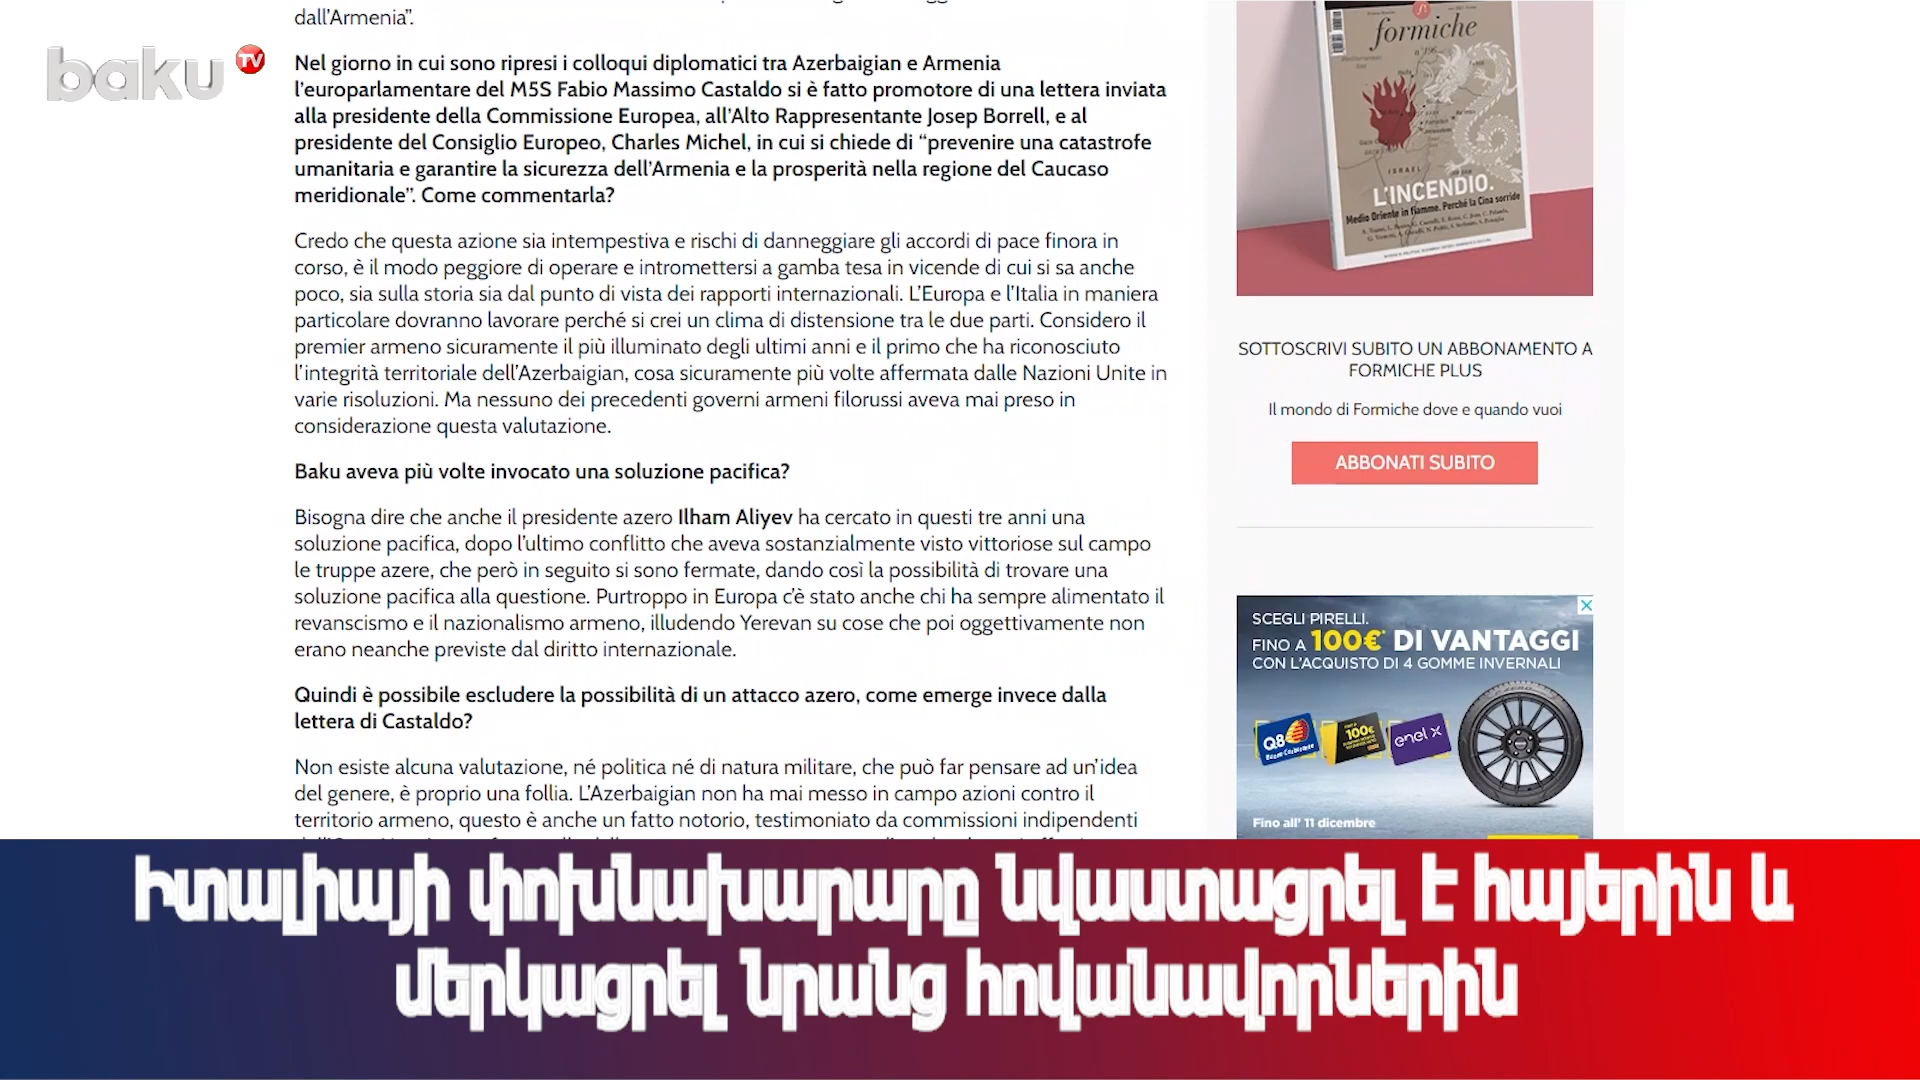 dall'Armenia”.
baku TV
Nel giorno in cui sono ripresi i colloqui diplomatici tra Azerbaigian e Armenia
l’europarlamentare del M5S Fabio Massimo Castaldo si è fatto promotore di una lettera inviata
alla presidente della Commissione Europea, all’Alto Rappresentante Josep Borrell, e al
presidente del Consiglio Europeo, Charles Michel, in cui si chiede di “prevenire una catastrofe
umanitaria e garantire la sicurezza dell’Armenia e la prosperità nella regione del Caucaso
meridionale”. Come commentarla?
Credo che questa azione sia intempestiva e rischi di danneggiare gli accordi di pace finora in
corso, è il modo peggiore di operare e intromettersi a gamba tesa in vicende di cui si sa anche
poco, sia sulla storia sia dal punto di vista dei rapporti internazionali. L’Europa e l’Italia in maniera
particolare dovranno lavorare perché si crei un clima di distensione tra le due parti. Considero il
premier armeno sicuramente il più illuminato degli ultimi anni e il primo che ha riconosciuto
l’integrità territoriale dell’Azerbaigian, cosa sicuramente più volte affermata dalle Nazioni Unite in
varie risoluzioni. Ma nessuno dei precedenti governi armeni filorussi aveva mai preso in
considerazione questa valutazione.
Baku aveva più volte invocato una soluzione pacifica?
Bisogna dire che anche il presidente azero Ilham Aliyev ha cercato in questi tre anni una
soluzione pacifica, dopo l’ultimo conflitto che aveva sostanzialmente visto vittoriose sul campo
le truppe azere, che però in seguito si sono fermate, dando così la possibilità di trovare una
soluzione pacifica alla questione. Purtroppo in Europa c’è stato anche chi ha sempre alimentato il
revanscismo e il nazionalismo armeno, illudendo Yerevan su cose che poi oggettivamente non
erano neanche previste dal diritto internazionale.
Quindi è possibile escludere la possibilità di un attacco azero, come emerge invece dalla
lettera di Castaldo?
Non esiste alcuna valutazione, né politica né di natura militare, che può far pensare ad un’idea
del genere, è proprio una follia. L’Azerbaigian non ha mai messo in campo azioni contro il
territorio armeno, questo è anche un fatto notorio, testimoniato da commissioni indipendenti
formiche
ISRAEL
L'INCENDIO.
Medio Oriente in fiamme. Perché la Cina sorride
SOTTOSCRIVI SUBITO UN ABBONAMENTO A
FORMICHE PLUS
Il mondo di Formiche dove e quando vuoi
ABBONATI SUBITO
SCEGLI PIRELLI.
FINO A 100€* DI VANTAGGI
CON L’ACQUISTO DI 4 GOMME INVERNALI
Q8
100€
enel x
Fino all’ 11 dicembre
Իտալիայի փոխնախարարը նվաստացրել է հայերին և
մերկացրել նրանց հովանավորներին